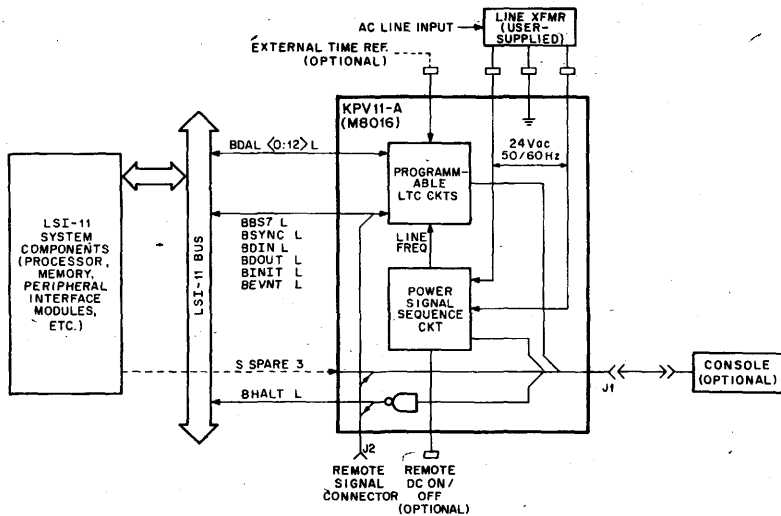 AC LINE INPUT
LINE XFMR
(USER-
SUPPLIED)
EXTERNAL TIME REF.
(OPTIONAL)
KPV11-A
(M8016)
24Vac
50/60Hz
BDAL <0:12> L
PROGRAMM-
ABLE
LTC CKTS
LSI-11
SYSTEM
COMPONENTS
(PROCESSOR,
MEMORY,
PERIPHERAL
INTERFACE
MODULES,
ETC.)
LSI-11 BUS
BBS7 L
BSYNC L
BDIN L
BDOUT L
BINIT L
BEVNT L
LINE
FREQ
POWER
SIGNAL
SEQUENCE
CKT
S SPARE 3
BHALT L
J1
CONSOLE
(OPTIONAL)
J2
REMOTE
SIGNAL
CONNECTOR
REMOTE
DC ON/
OFF
(OPTIONAL)